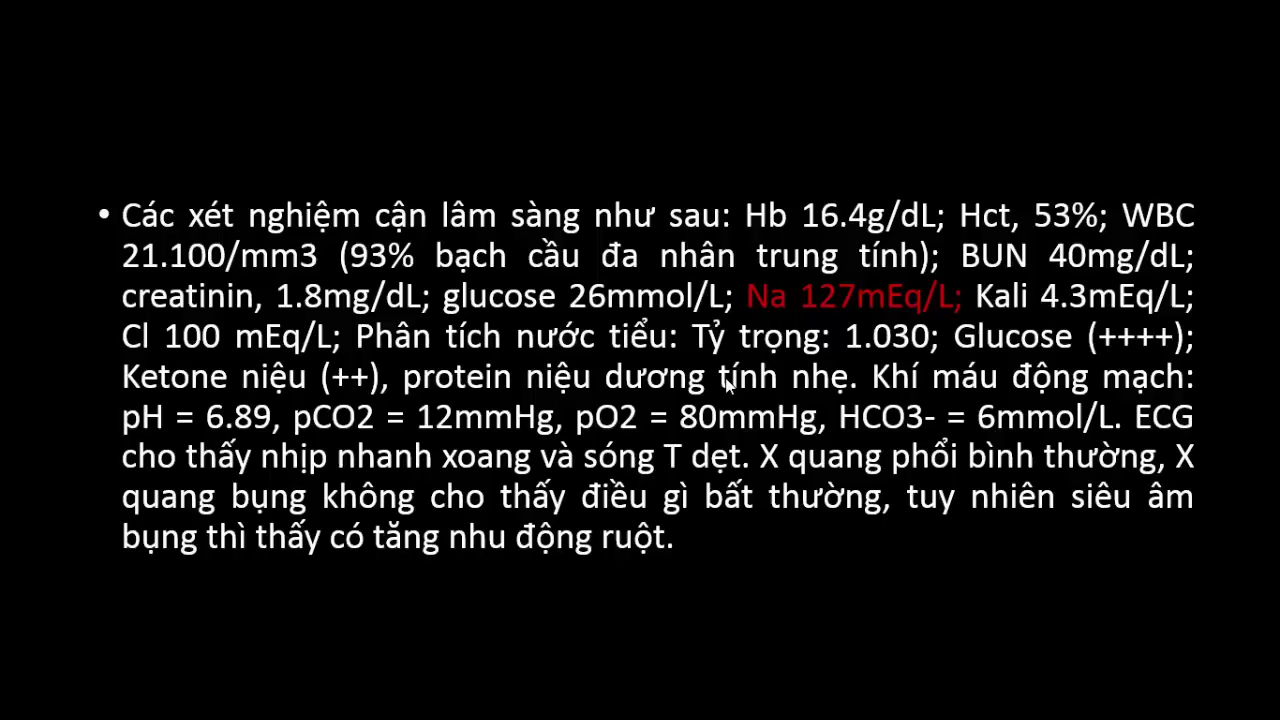 • Các xét nghiệm cận lâm sàng như sau: Hb 16.4g/dL; Hct, 53%; WBC
21.100/mm3 (93% bạch cầu đa nhân trung tính); BUN 40mg/dL;
creatinin, 1.8mg/dL; glucose 26mmol/L; Na 127mEq/L; Kali 4.3mEq/L;
Cl 100 mEq/L; Phân tích nước tiểu: Tỷ trọng: 1.030; Glucose (++++);
Ketone niệu (++), protein niệu dương tính nhẹ. Khí máu động mạch:
pH = 6.89, pCO2 = 12mmHg, pO2 = 80mmHg, HCO3- = 6mmol/L. ECG
cho thấy nhịp nhanh xoang và sóng T dẹt. X quang phổi bình thường, X
quang bụng không cho thấy điều gì bất thường, tuy nhiên siêu âm
bụng thì thấy có tăng nhu động ruột.